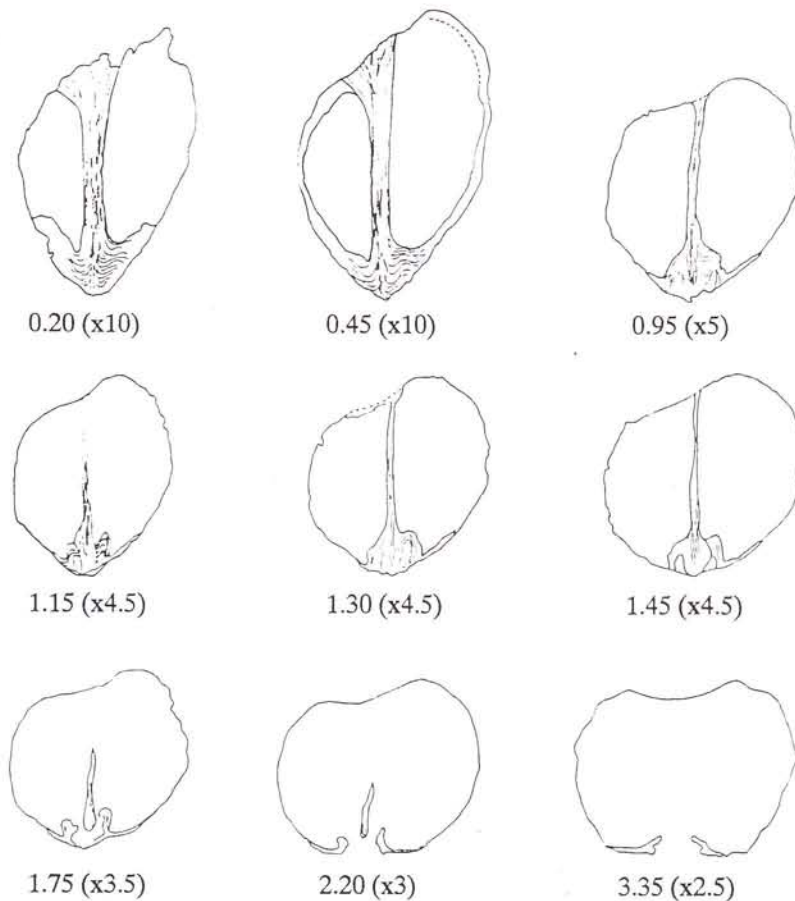 0.20 (x10) 0.45 (x10) 0.95 (x5)
1.15 (x4.5) 1.30 (x4.5) 1.45 (x4.5)
1.75 (x3.5) 2.20 (x3) 3.35 (x2.5)